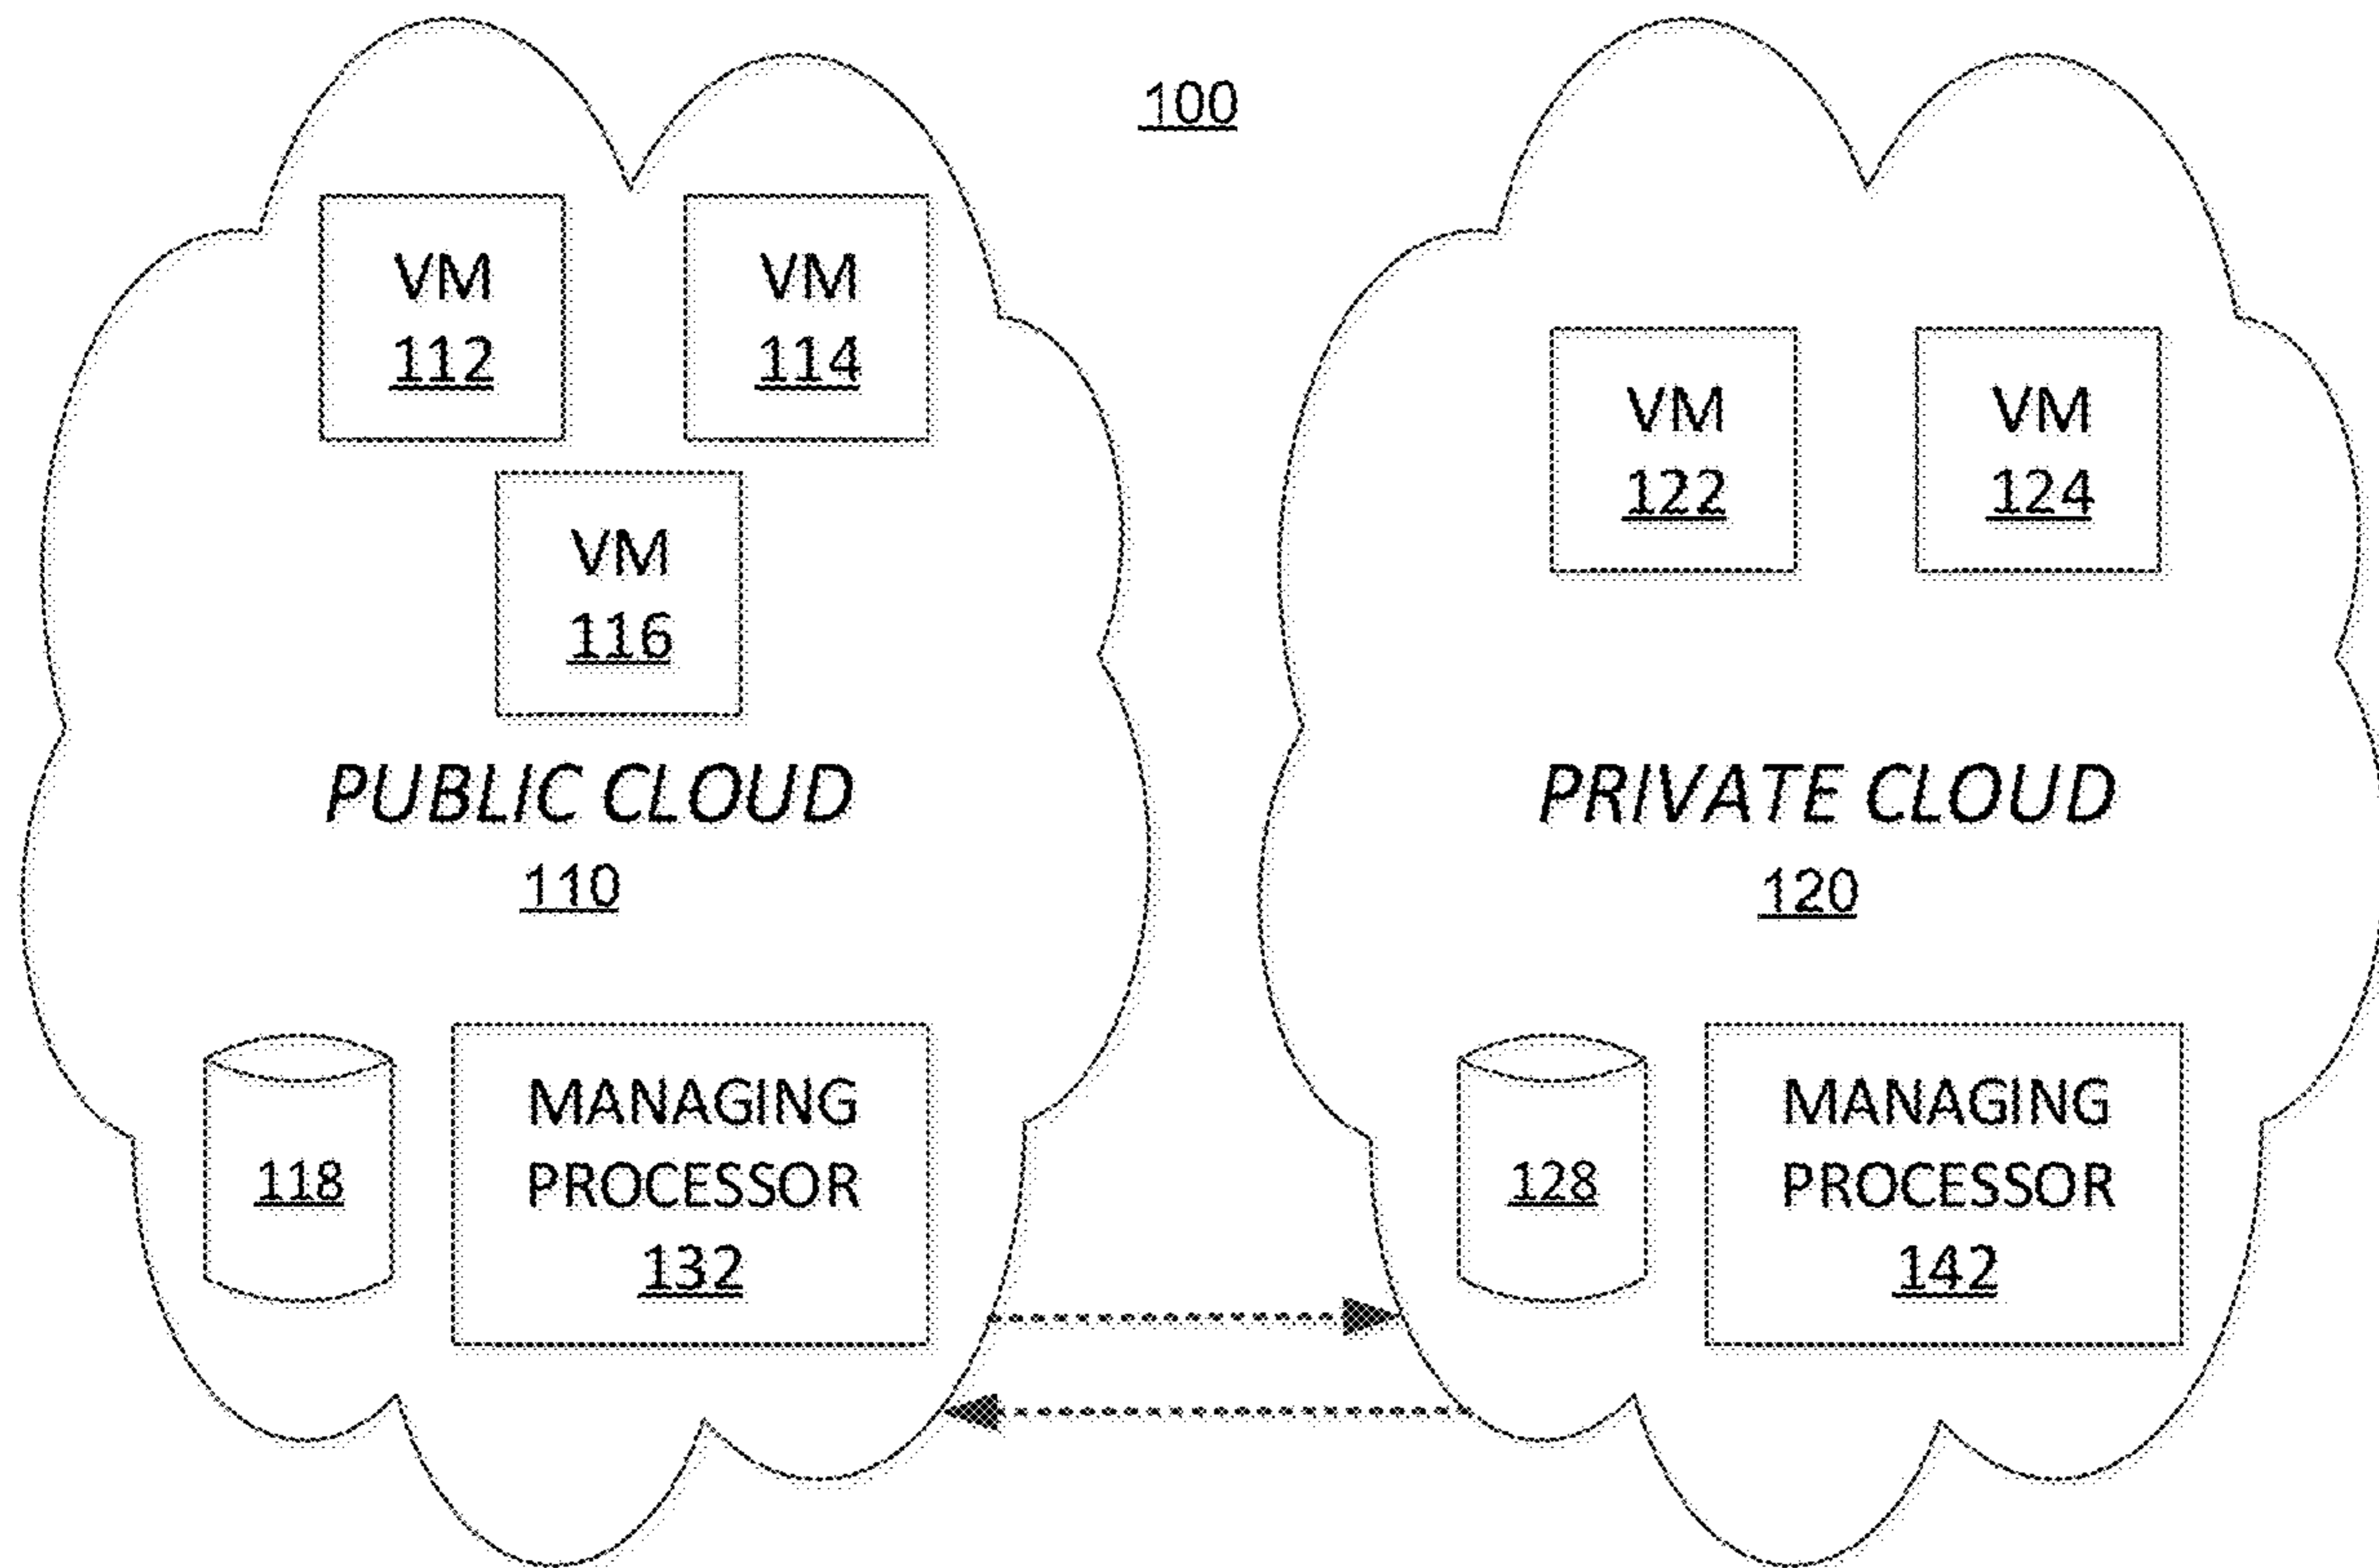 100
VM
112
VM
114
VM
116
PUBLIC CLOUD
110
118
MANAGING
PROCESSOR
132
VM
122
VM
124
PRIVATE CLOUD
120
128
MANAGING
PROCESSOR
142